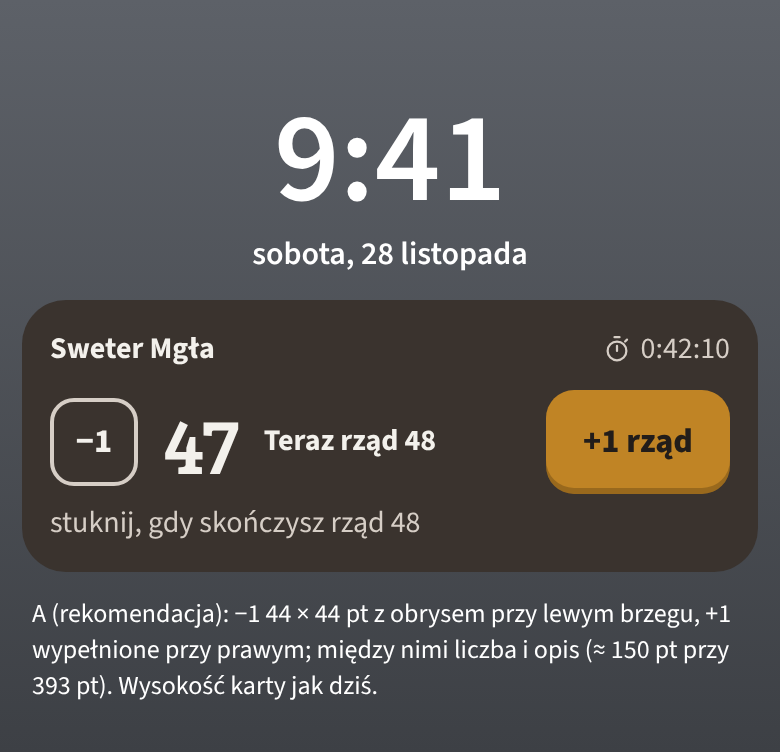 9:41
sobota, 28 listopada
Sweter Mgła
0:42:10
−1
47
Teraz rząd 48
+1 rząd
stuknij, gdy skończysz rząd 48
A (rekomendacja): −1 44 × 44 pt z obrysem przy lewym brzegu, +1
wypełnione przy prawym; między nimi liczba i opis (≈ 150 pt przy
393 pt). Wysokość karty jak dziś.